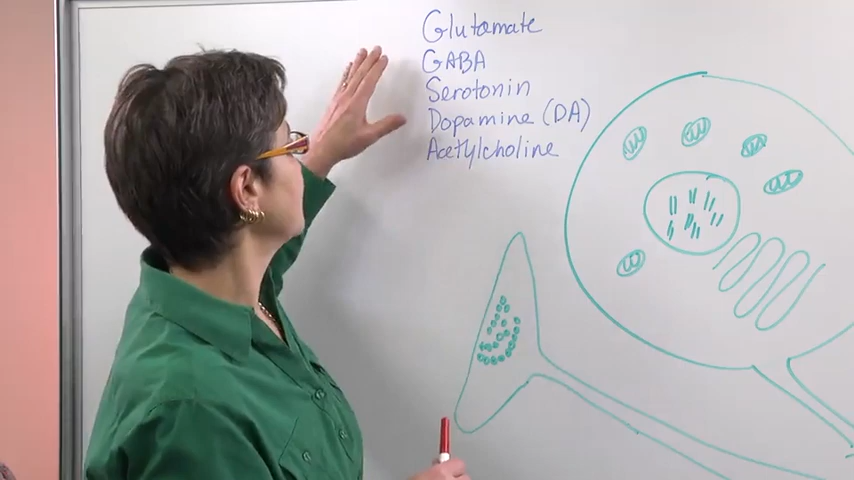 Glutamate
GABA
Serotonin
Dopamine (DA)
Acetylcholine